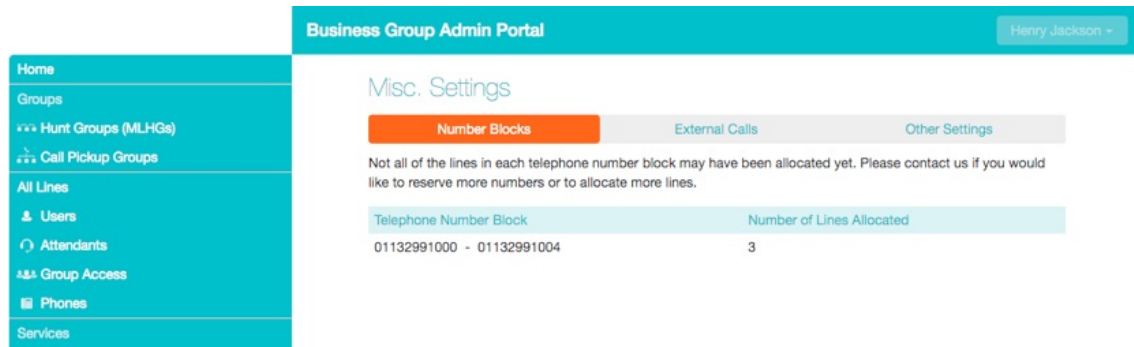 Business Group Admin Portal
Henry Jackson
Home
Groups
Hunt Groups (MLHGs)
Call Pickup Groups
All Lines
Users
Attendants
Group Access
Phones
Services
Misc. Settings
Number Blocks External Calls Other Settings
Not all of the lines in each telephone number block may have been allocated yet. Please contact us if you would
like to reserve more numbers or to allocate more lines.
Telephone Number Block Number of Lines Allocated
01132991000 - 01132991004 3